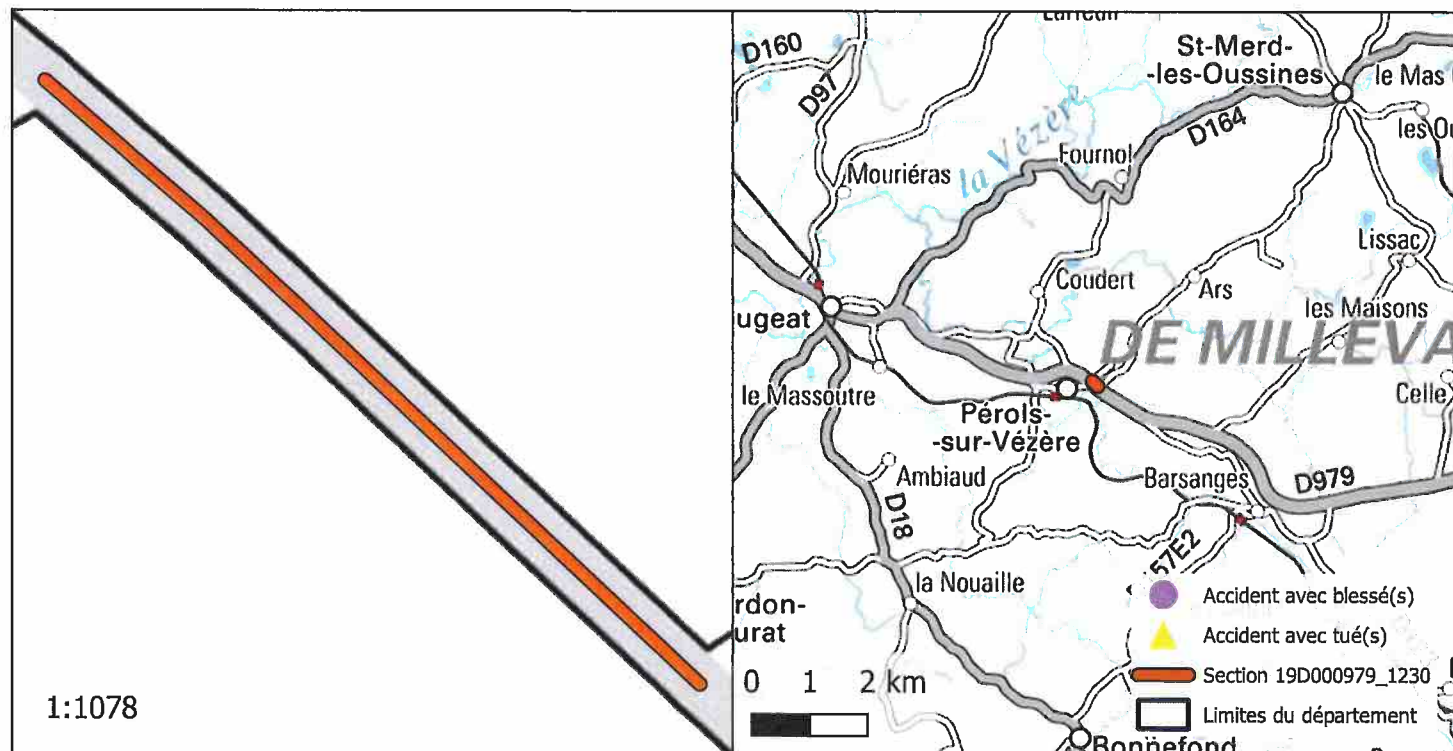 1:1078
D160
D97
St-Merd-
-les-Oussines
le Mas
D164
la Vézère
Fournol
Mouriéras
Lissac
Coudert
Ars
ugeat
les Maisons
DE MILLEVA
le Massoutre
Celle
Pérols-
-sur-Vézère
Ambiaud
Barsanges
D979
D18
57E2
la Nouaille
rdon-
urat
Accident avec blessé(s)
Accident avec tué(s)
0 1 2 km
Section 19D000979_1230
Limites du département
Bonnefond